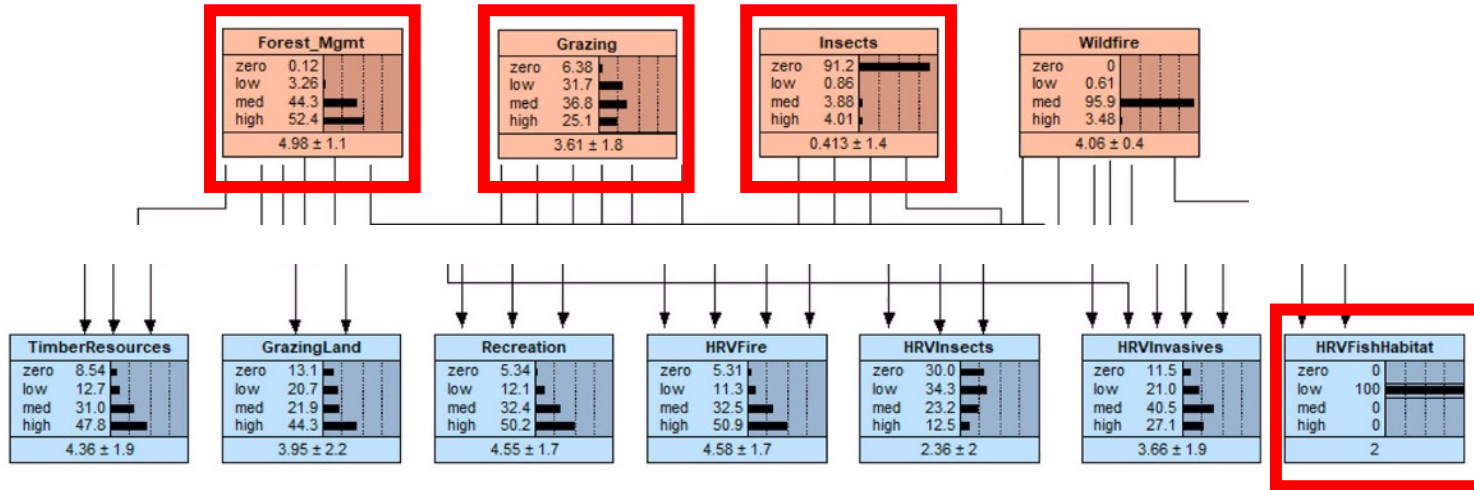 Forest_Mgmt
zero 0.12
low 3.26
med 44.3
high 52.4
4.98 ± 1.1
Grazing
zero 6.38
low 31.7
med 36.8
high 25.1
3.61 ± 1.8
Insects
zero 91.2
low 0.86
med 3.88
high 4.01
0.413 ± 1.4
Wildfire
zero 0
low 0.61
med 95.9
high 3.48
4.06 ± 0.4
TimberResources
zero 8.54
low 12.7
med 31.0
high 47.8
4.36 ± 1.9
GrazingLand
zero 13.1
low 20.7
med 21.9
high 44.3
3.95 ± 2.2
Recreation
zero 5.34
low 12.1
med 32.4
high 50.2
4.55 ± 1.7
HRVFire
zero 5.31
low 11.3
med 32.5
high 50.9
4.58 ± 1.7
HRVInsects
zero 30.0
low 34.3
med 23.2
high 12.5
2.36 ± 2
HRVInvasives
zero 11.5
low 21.0
med 40.5
high 27.1
3.66 ± 1.9
HRVFishHabitat
zero 0
low 100
med 0
high 0
2